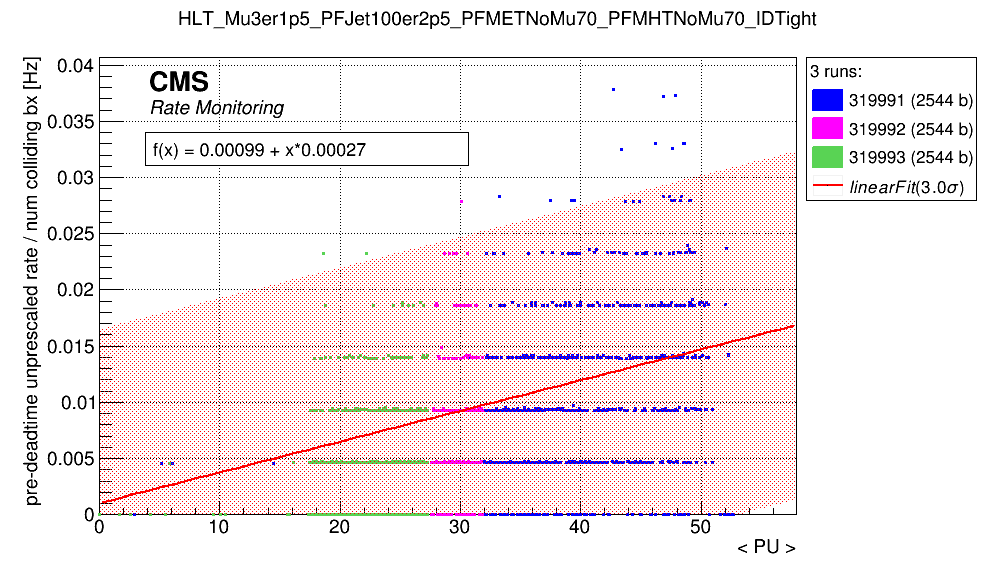 HLT_Mu3er1p5_PFJet100er2p5_PFMETNoMu70_PFMHTNoMu70_IDTight
pre-deadtime unprescaled rate / num colliding bx [Hz]
0.04
0.035
0.03
0.025
0.02
0.015
0.01
0.005
0
CMS
Rate Monitoring
f(x) = 0.00099 + x*0.00027
3 runs:
319991 (2544 b)
319992 (2544 b)
319993 (2544 b)
linearFit(3.0σ)
0 10 20 30 40 50
< PU >